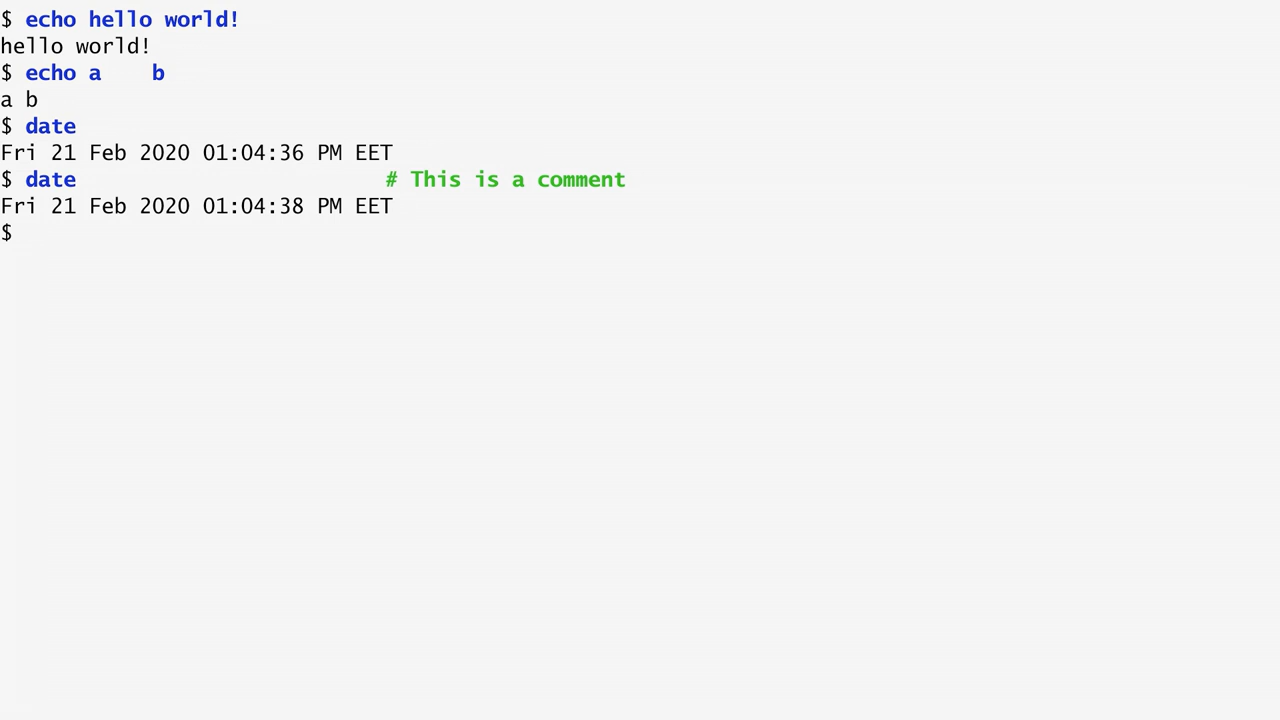 $ echo hello world!
hello world!
$ echo a    b
a b
$ date
Fri 21 Feb 2020 01:04:36 PM EET
$ date                        # This is a comment
Fri 21 Feb 2020 01:04:38 PM EET
$